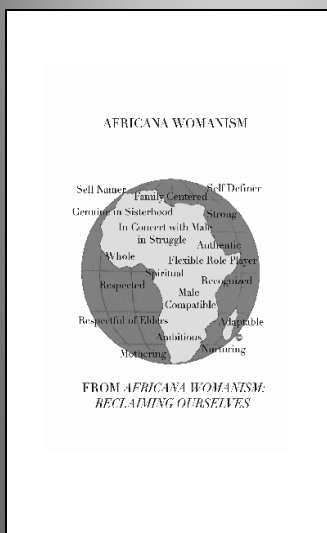 AFRICANA WOMANISM
Self Namer
Self Definer
Family Centered
Genuine in Sisterhood
Strong
In Concert with Male
in Struggle
Authentic
Whole
Flexible Role Player
Spiritual
Respected
Recognized
Male
Compatible
Respectful of Elders
Adaptable
Ambitious
Mothering
Nurturing
FROM AFRICANA WOMANISM:
RECLAIMING OURSELVES